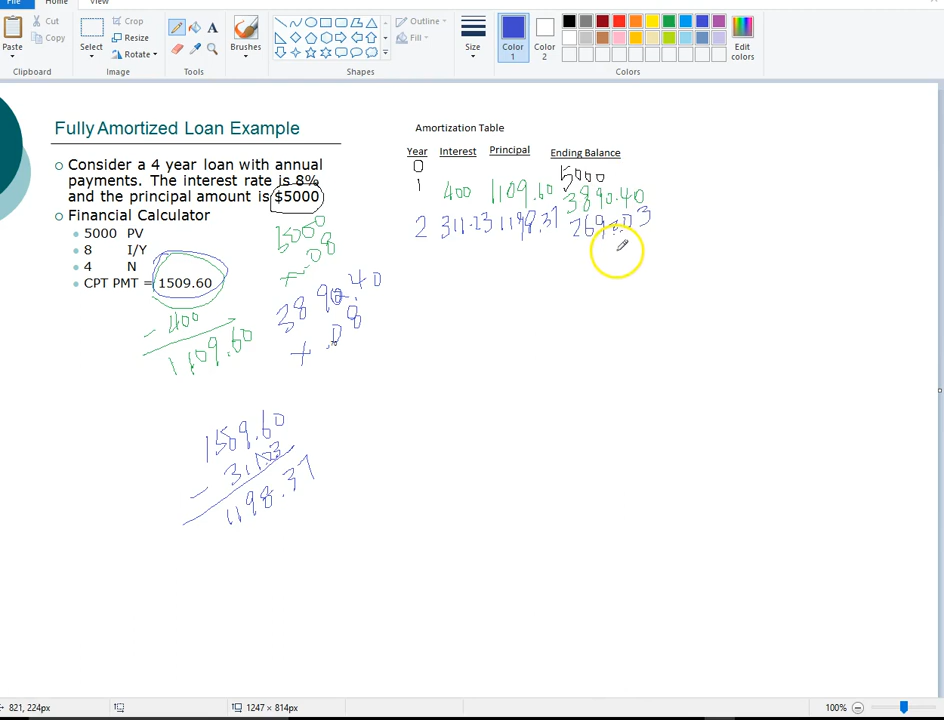 File
Home
View
Paste
Cut
Copy
Clipboard
Select
Crop
Resize
Rotate
Image
A
Tools
Brushes
Outline
Fill
Shapes
Size
Color
1
Color
2
Edit
colors
Colors
Fully Amortized Loan Example
Consider a 4 year loan with annual
payments. The interest rate is 8%
and the principal amount is $5000
Financial Calculator
5000 PV
8 I/Y
4 N
CPT PMT = 1509.60
- 400
1109.60
5000
x .08
3890.40
x .08
1509.60
- 311.03
1198.37
Amortization Table
Year Interest Principal Ending Balance
0 5000
1 400 1109.60 3890.40
2 311.23 1198.37
821, 224px
1247 × 814px
100%